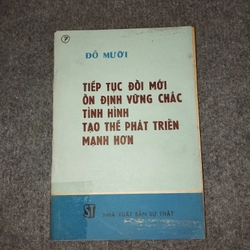 7
ĐỖ MƯỜI
TIẾP TỤC ĐỔI MỚI
ỔN ĐỊNH VỮNG CHẮC
TÌNH HÌNH
TẠO THẾ PHÁT TRIỂN
MẠNH HƠN
ST NHÀ XUẤT BẢN SỰ THẬT